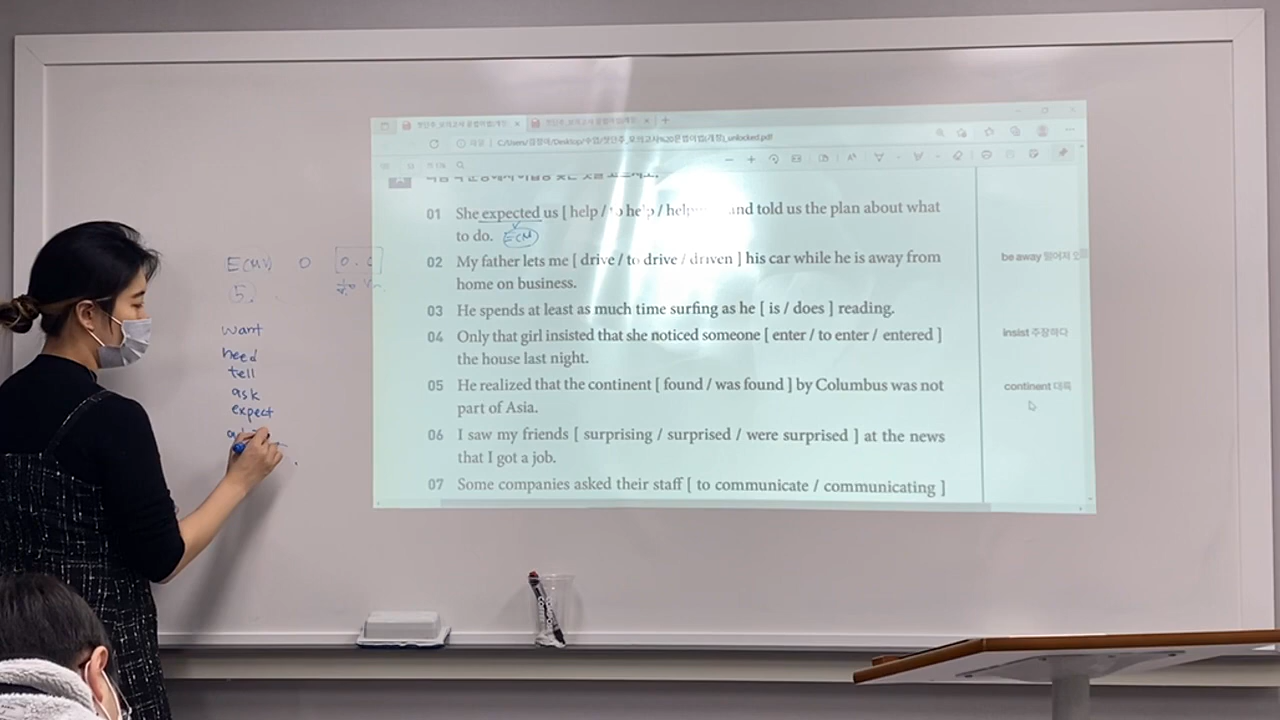 C/Users/
01 She expected us [ help / to help / and told us the plan about what
to do.
02 My father lets me [ drive / to drive / driven ] his car while he is away from
home on business.
be away 떨어져
03 He spends at least as much time surfing as he [ is / does ] reading.
04 Only that girl insisted that she noticed someone [ enter / to enter / entered ]
the house last night.
insist 주장하다
05 He realized that the continent [ found / was found ] by Columbus was not
part of Asia.
continent 대륙
06 I saw my friends [ surprising / surprised / were surprised ] at the news
that I got a job.
07 Some companies asked their staff [ to communicate / communicating ]
O
5.
want
need
tell
ask
expect